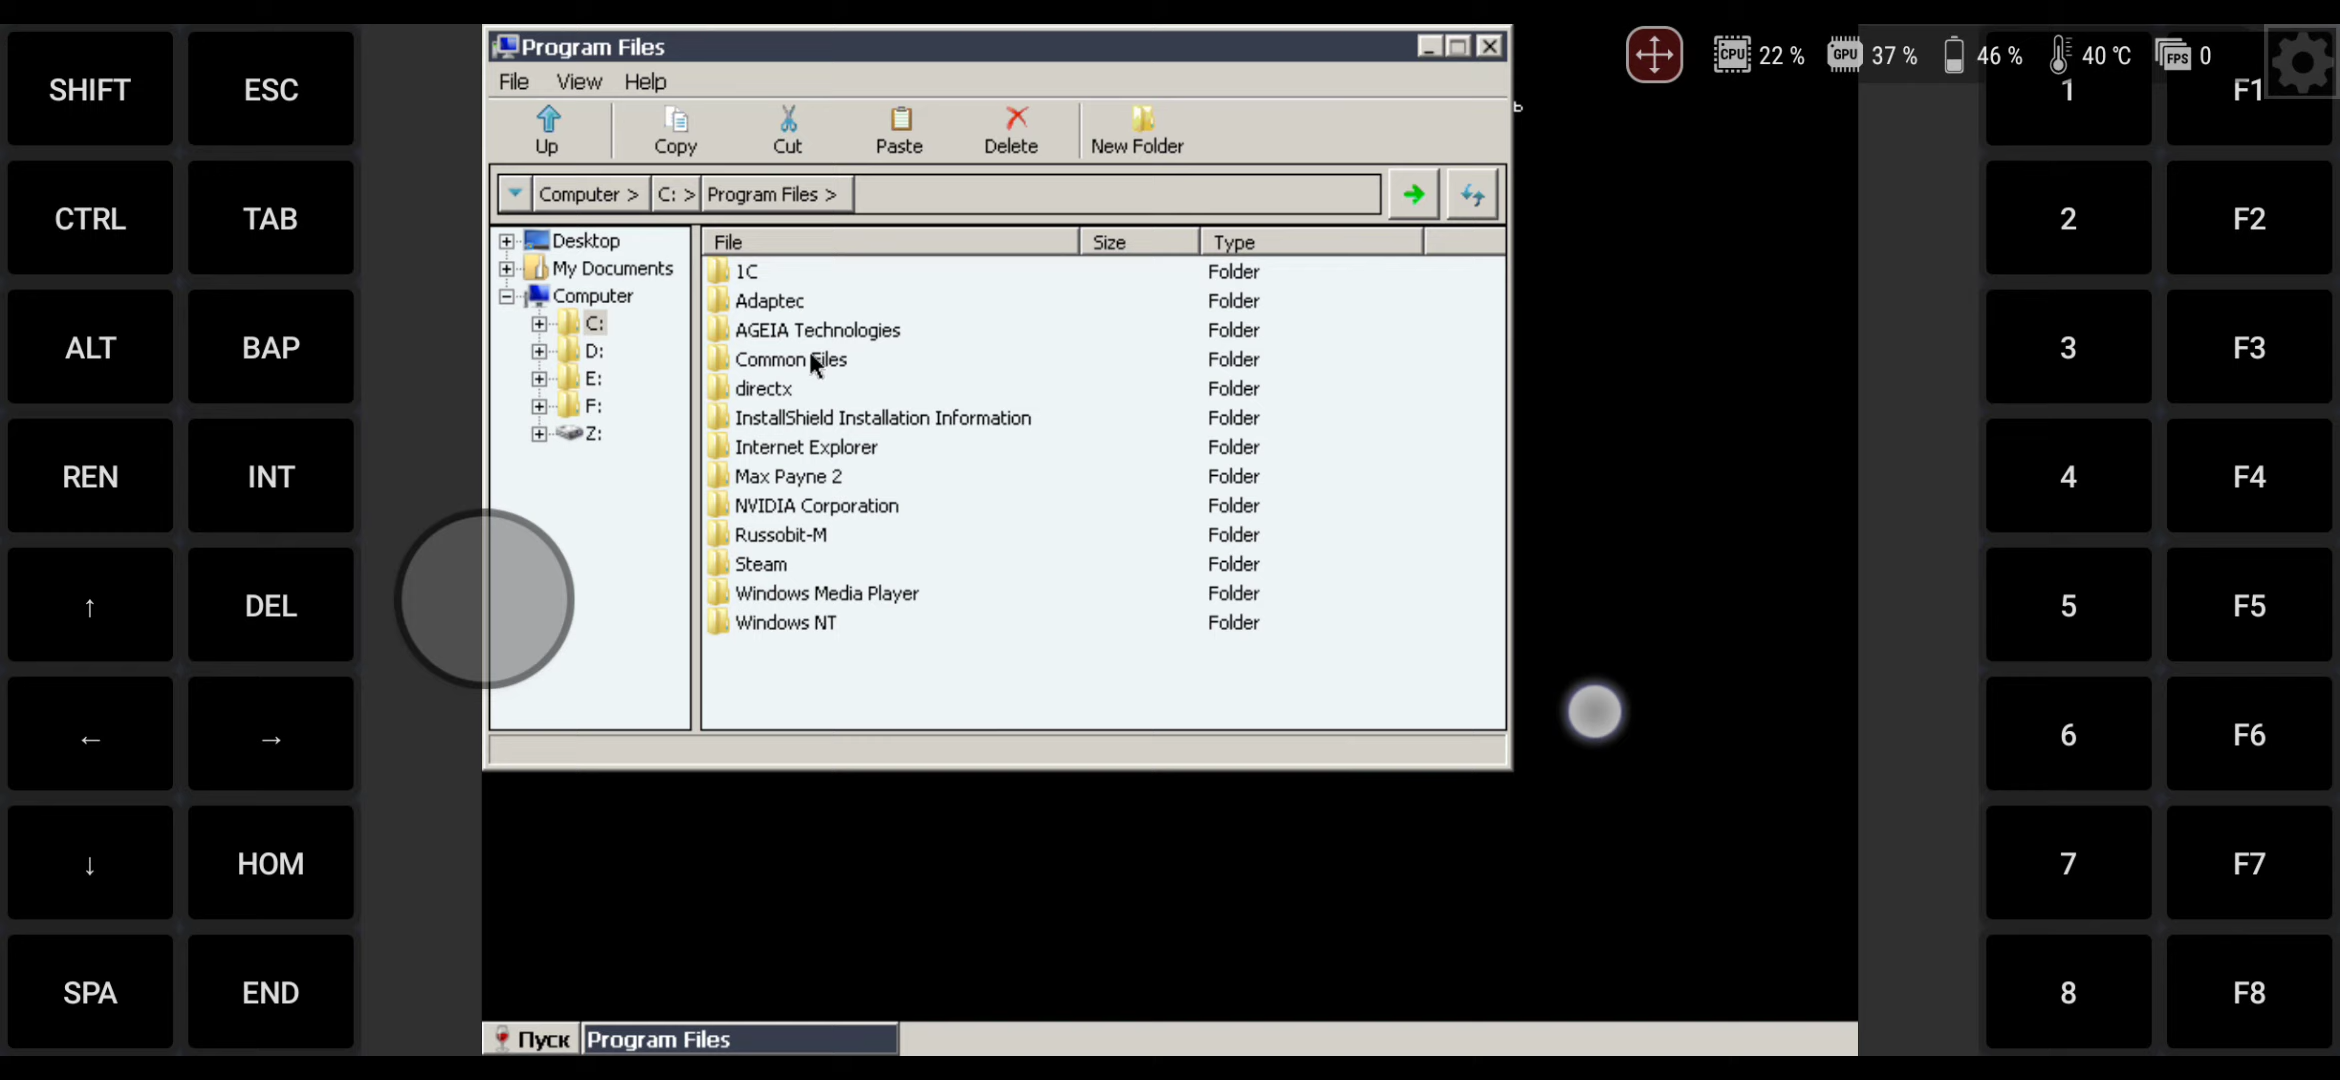 SHIFT ESC
CTRL TAB
ALT BAP
REN INT
↑ DEL
← →
↓ HOM
SPA END
Program Files
File View Help
Up Copy Cut Paste Delete New Folder
Computer > C: > Program Files >
Desktop
My Documents
Computer
C:
D:
E:
F:
Z:
File Size Type
1C Folder
Adaptec Folder
AGEIA Technologies Folder
Common Files Folder
directx Folder
InstallShield Installation Information Folder
Internet Explorer Folder
Max Payne 2 Folder
NVIDIA Corporation Folder
Russobit-M Folder
Steam Folder
Windows Media Player Folder
Windows NT Folder
ь
CPU 22 % GPU 37 % 46 % 40 °C FPS 0
1 F1
2 F2
3 F3
4 F4
5 F5
6 F6
7 F7
8 F8
Пуск Program Files